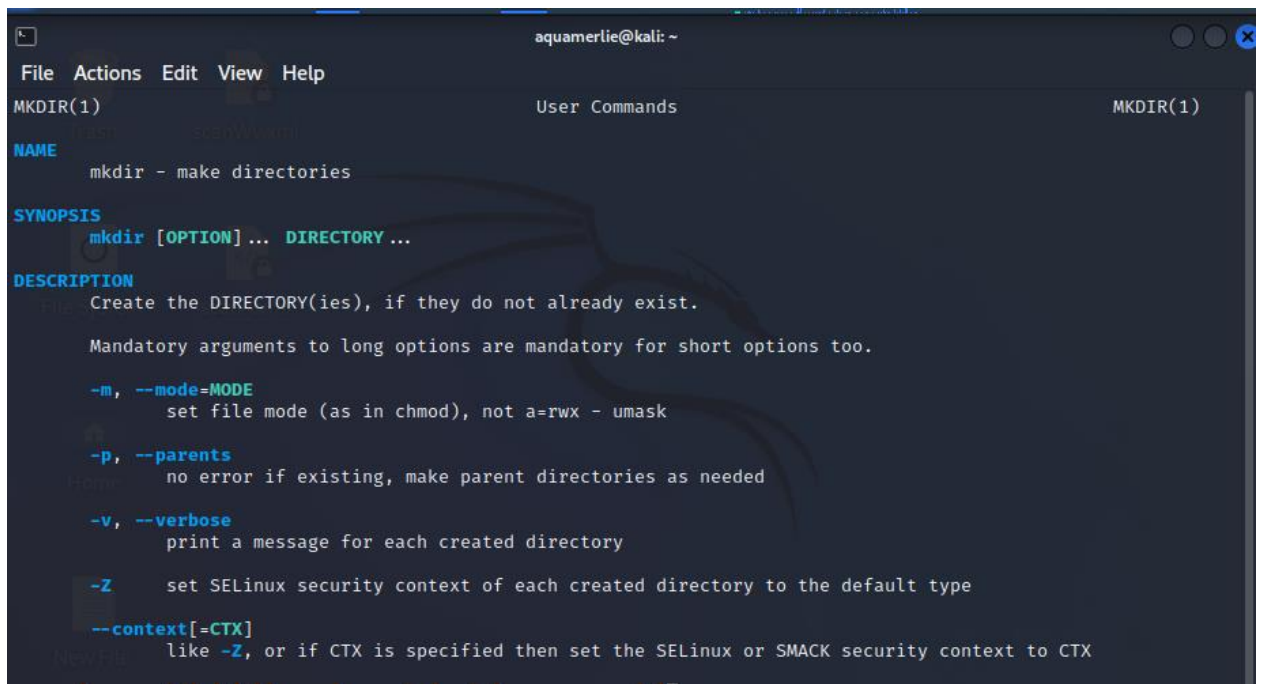 aquamerlie@kali: ~
File Actions Edit View Help
MKDIR(1) User Commands MKDIR(1)
NAME
mkdir - make directories
SYNOPSIS
mkdir [OPTION]... DIRECTORY...
DESCRIPTION
Create the DIRECTORY(ies), if they do not already exist.
Mandatory arguments to long options are mandatory for short options too.
-m, --mode=MODE
set file mode (as in chmod), not a=rwx - umask
-p, --parents
no error if existing, make parent directories as needed
Home
-v, --verbose
print a message for each created directory
-Z set SELinux security context of each created directory to the default type
--context[=CTX]
like -Z, or if CTX is specified then set the SELinux or SMACK security context to CTX
New File